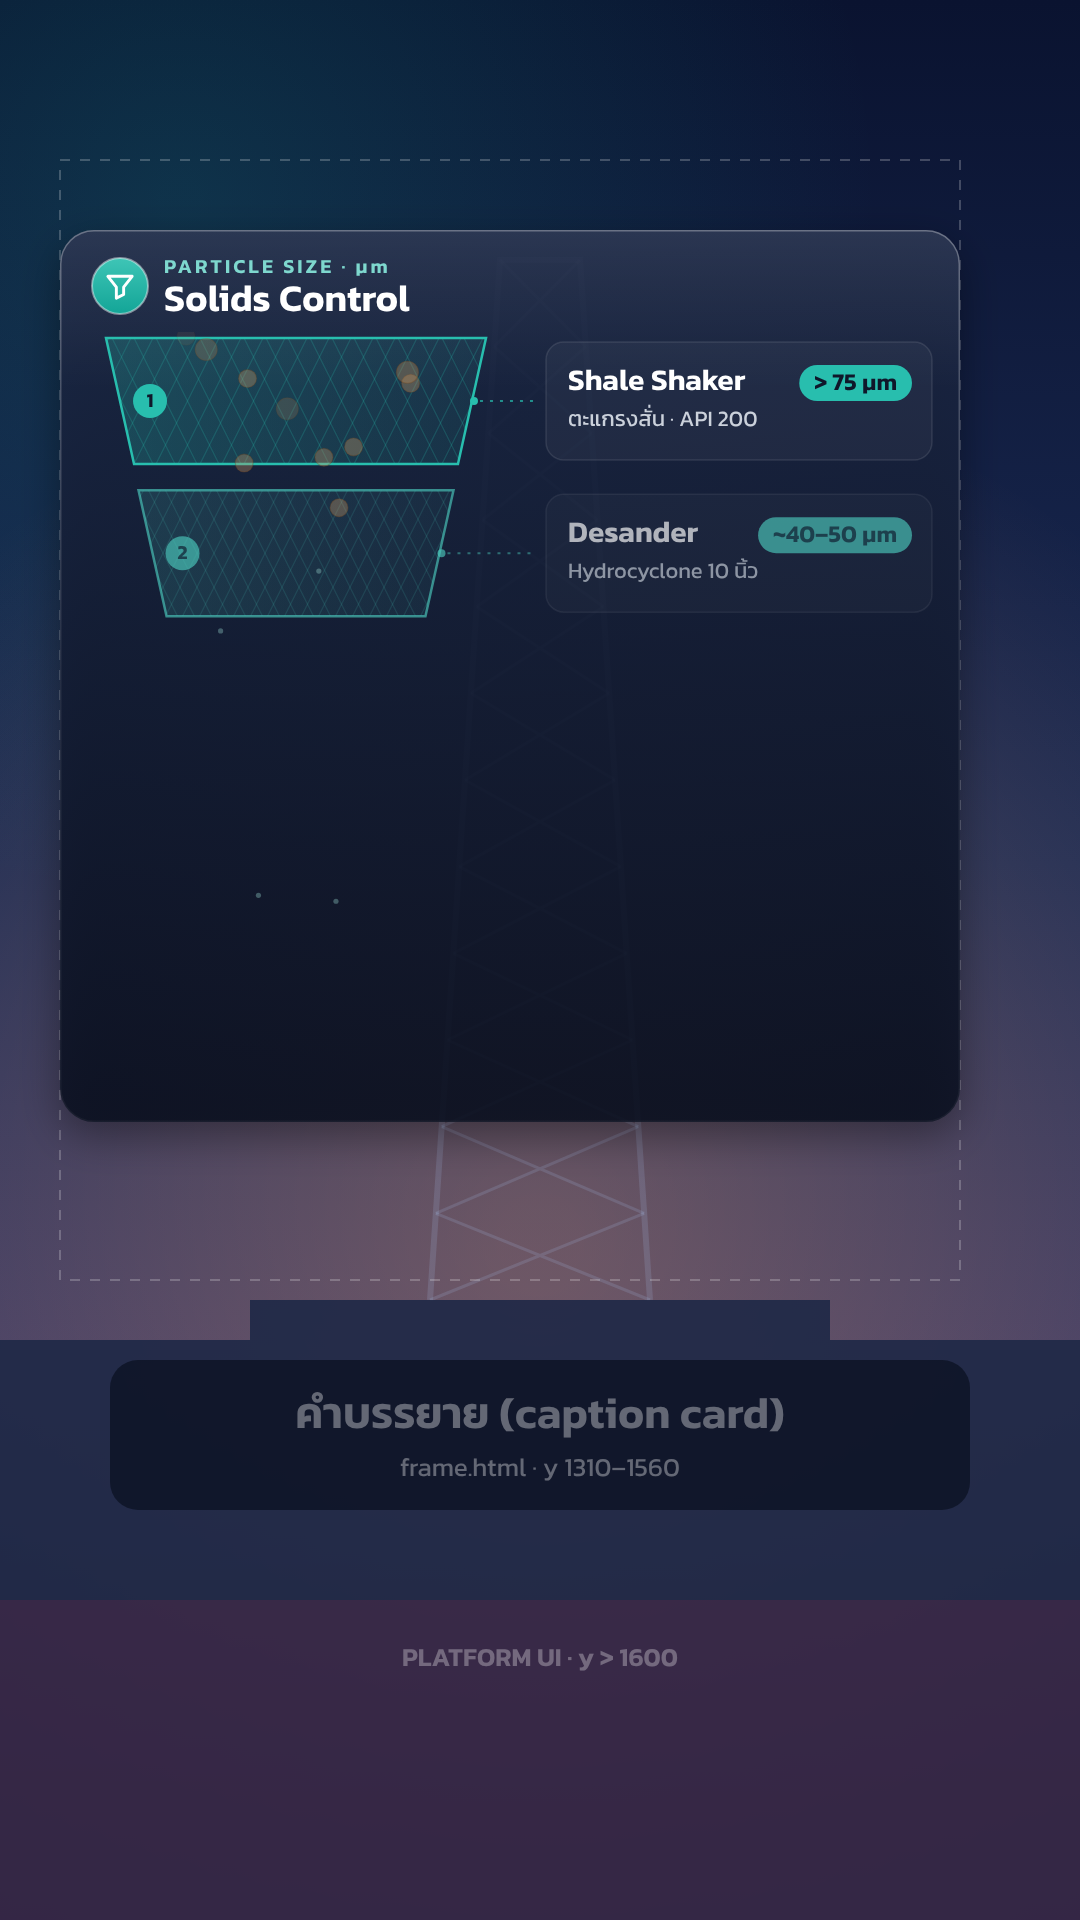 PARTICLE SIZE · µm
Solids Control
1
Shale Shaker
> 75 µm
ตะแกรงสั่น · API 200
2
Desander
~40–50 µm
Hydrocyclone 10 นิ้ว
คำบรรยาย (caption card)
frame.html · y 1310–1560
PLATFORM UI · y > 1600